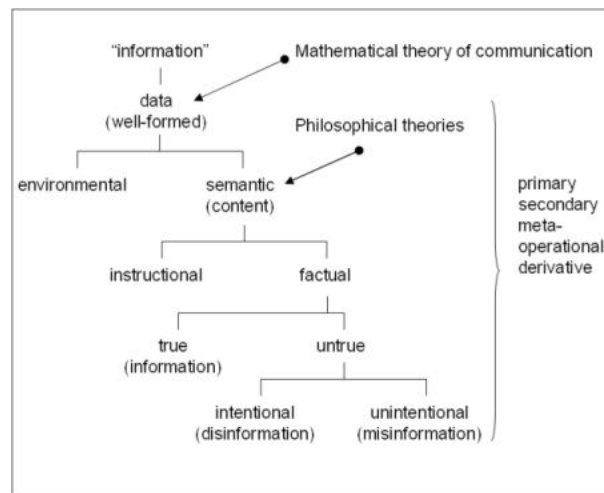 “information”
Mathematical theory of communication
data
(well-formed)
Philosophical theories
environmental
semantic
(content)
primary
secondary
meta-
operational
derivative
instructional
factual
true
(information)
untrue
intentional
(disinformation)
unintentional
(misinformation)